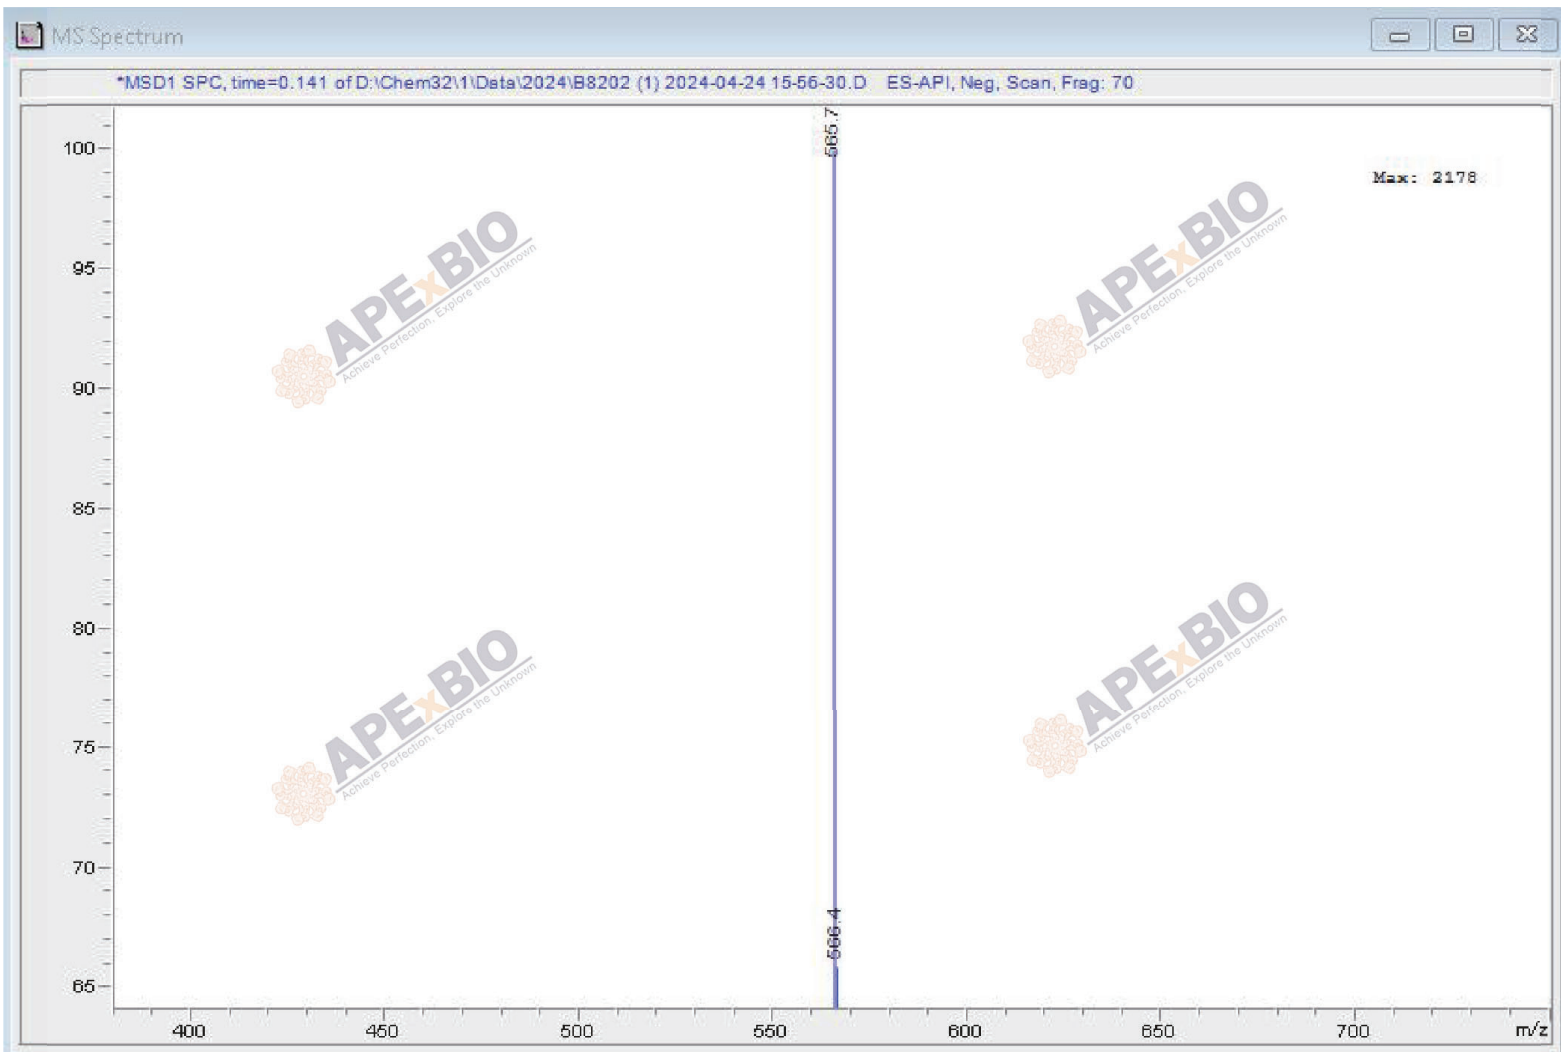 MS Spectrum
*MSD1 SPC, time=0.141 of D:\Chem32\1\Data\2024\B8202 (1) 2024-04-24 15-56-30.D ES-API, Neg, Scan, Frag: 70
565.7
100
Max: 2178
95
APExBIO
Achieve Perfection, Explore the Unknown
APExBIO
Achieve Perfection, Explore the Unknown
90
85
80
75
APExBIO
Achieve Perfection, Explore the Unknown
APExBIO
Achieve Perfection, Explore the Unknown
70
566.4
65
400 450 500 550 600 650 700 m/z